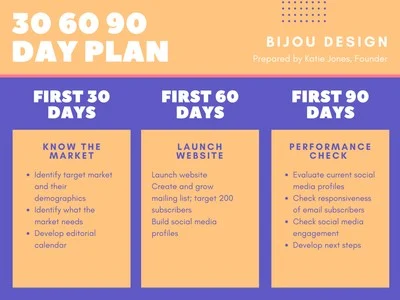 30 60 90
DAY PLAN
BIJOU DESIGN
Prepared by Katie Jones, Founder
FIRST 30
DAYS
KNOW THE
MARKET
• Identify target market
and their
demographics
• Identify what the
market needs
• Develop editorial
calendar
FIRST 60
DAYS
LAUNCH
WEBSITE
Launch website
Create and grow
mailing list; target 200
subscribers
Build social media
profiles
FIRST 90
DAYS
PERFORMANCE
CHECK
• Evaluate current social
media profiles
• Check responsiveness
of email subscribers
• Check social media
engagement
• Develop next steps